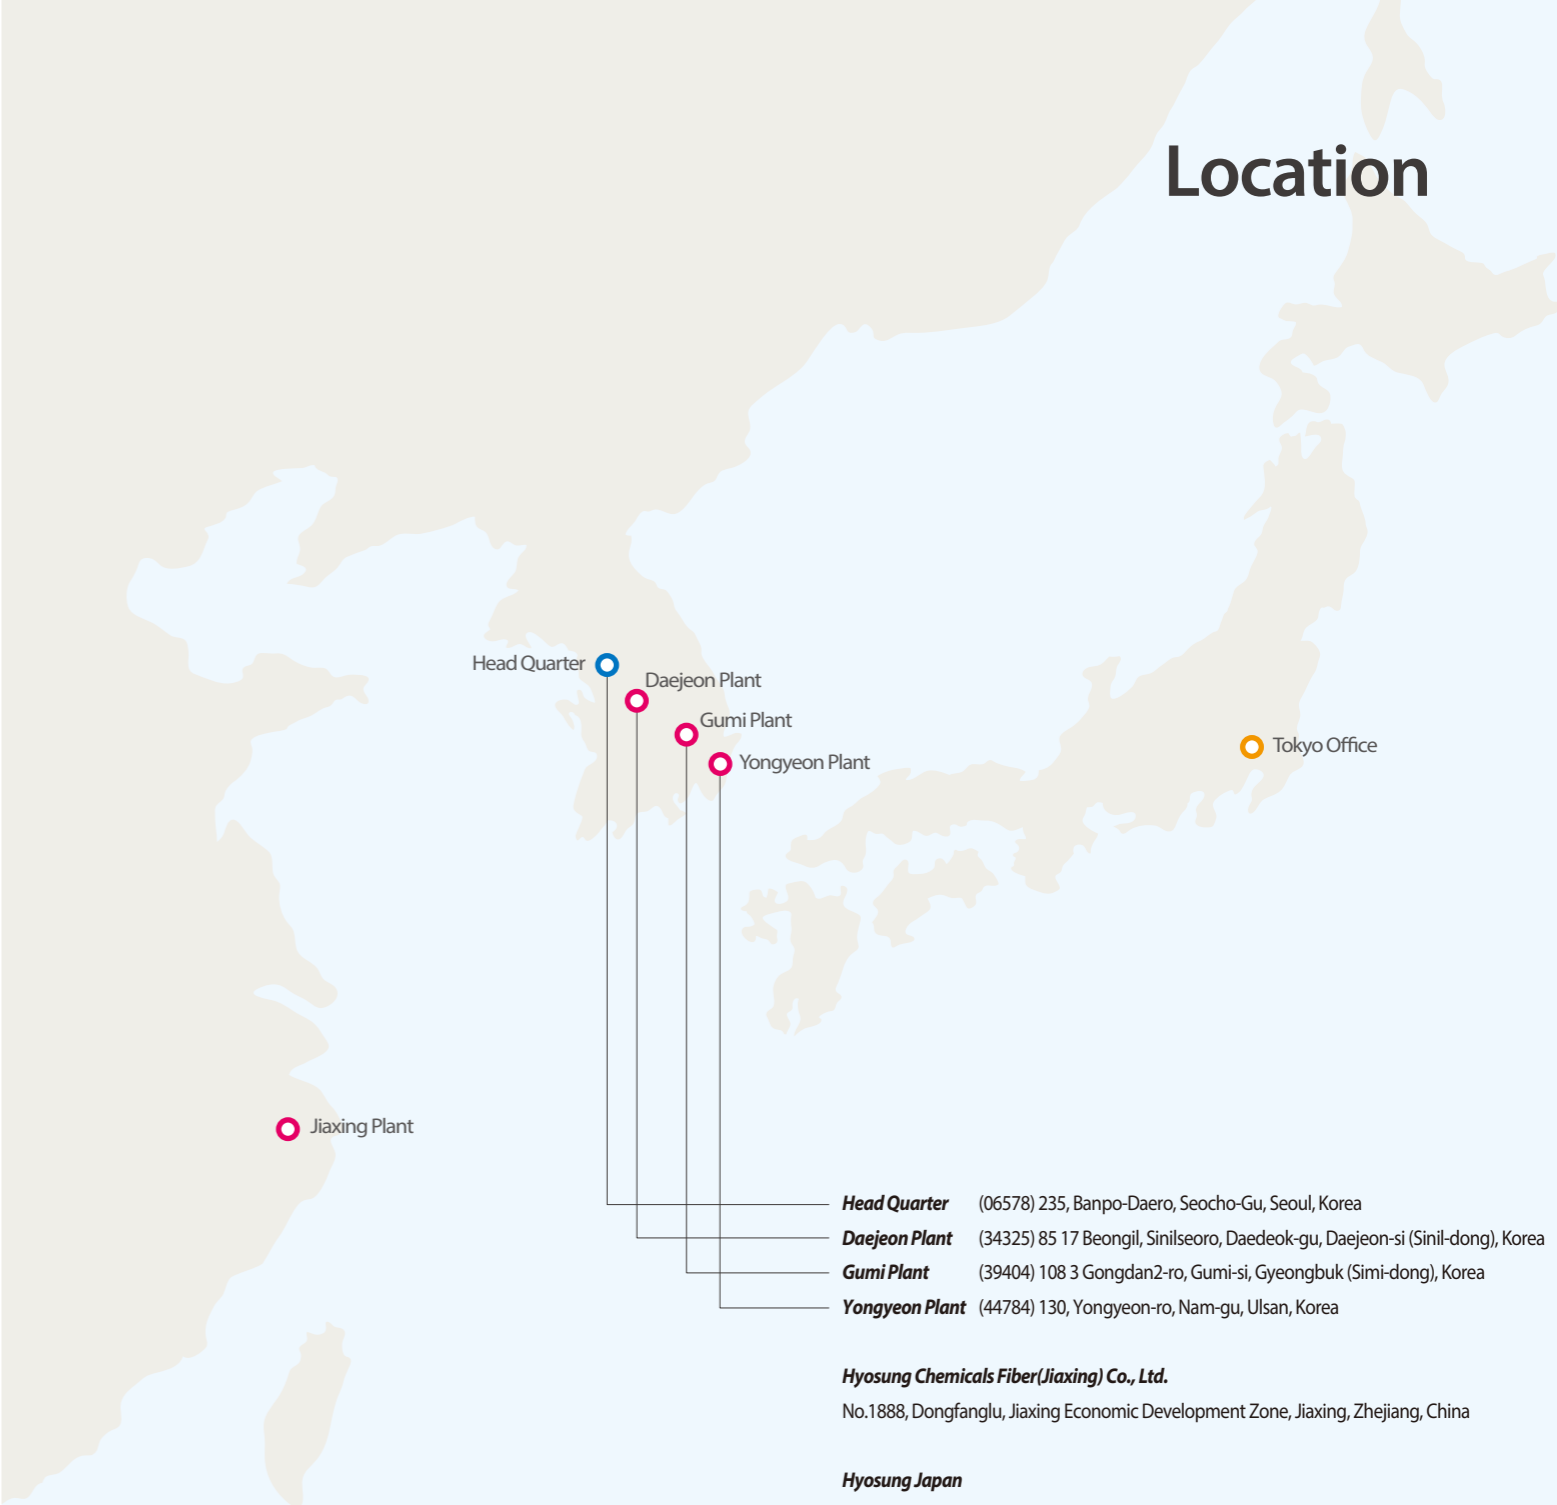 Location
Head Quarter
Daejeon Plant
Gumi Plant
Yongyeon Plant
Tokyo Office
Jiaxing Plant
Head Quarter (06578) 235, Banpo-Daero, Seocho-Gu, Seoul, Korea
Daejeon Plant (34325) 85 17 Beongil, Sinilseoro, Daedeok-gu, Daejeon-si (Sinil-dong), Korea
Gumi Plant (39404) 108 3 Gongdan2-ro, Gumi-si, Gyeongbuk (Simi-dong), Korea
Yongyeon Plant (44784) 130, Yongyeon-ro, Nam-gu, Ulsan, Korea
Hyosung Chemicals Fiber(Jiaxing) Co., Ltd.
No.1888, Dongfanglu, Jiaxing Economic Development Zone, Jiaxing, Zhejiang, China
Hyosung Japan